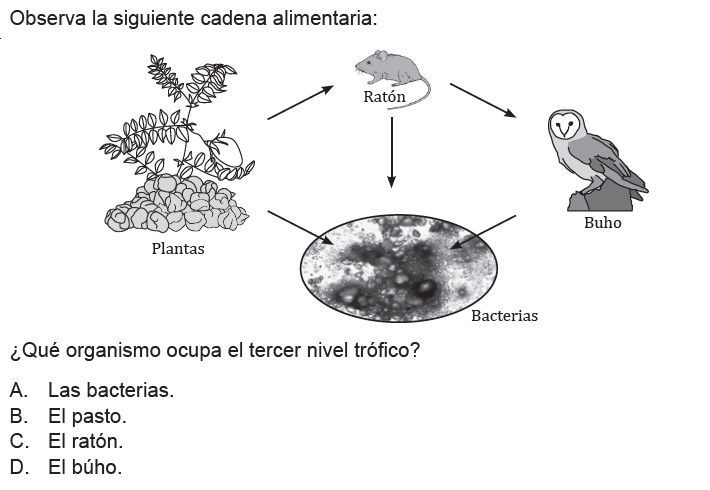 Observa la siguiente cadena alimentaria:
Ratón
Buho
Plantas
Bacterias
¿Qué organismo ocupa el tercer nivel trófico?
A. Las bacterias.
B. El pasto.
C. El ratón.
D. El búho.